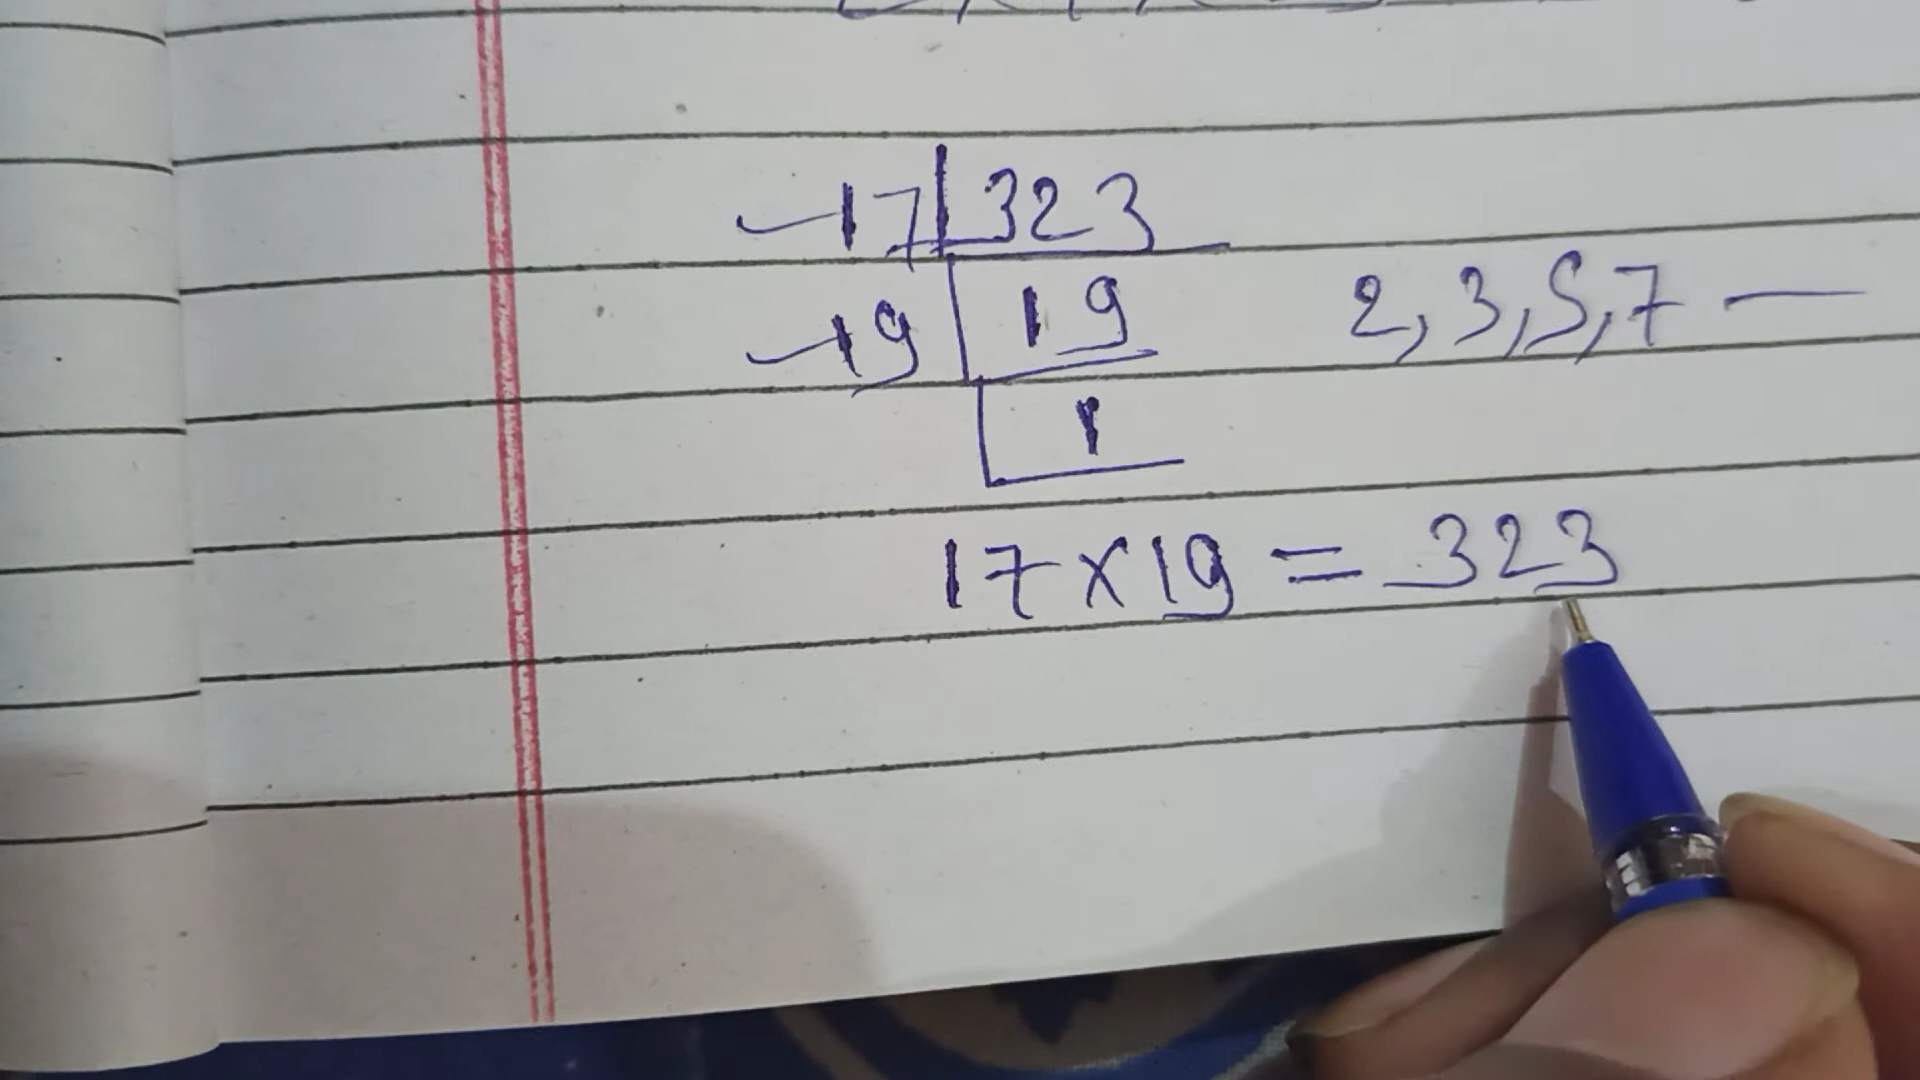 17|323
19|19 2, 3, 5, 7 —
1
17×19 = 323